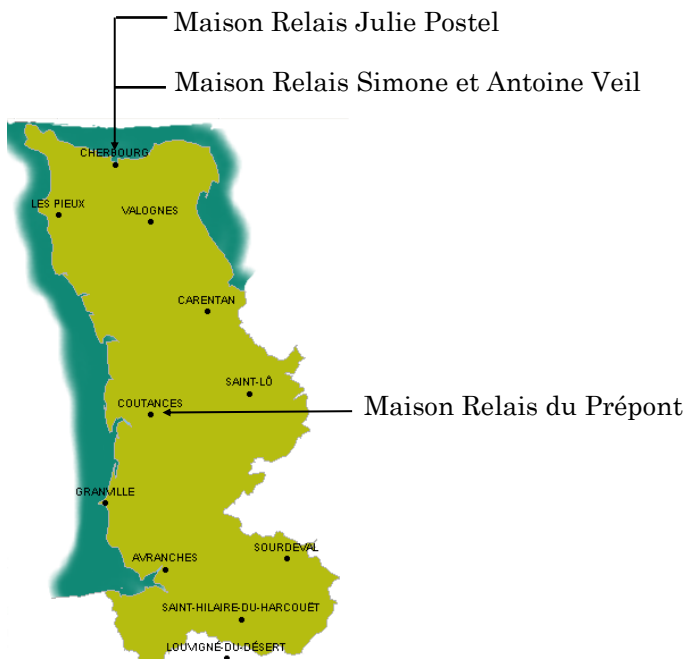 Maison Relais Julie Postel
Maison Relais Simone et Antoine Veil
CHERBOURG
LES PIEUX
VALOGNES
CARENTAN
SAINT-LÔ
COUTANCES
Maison Relais du Prépont
GRANVILLE
SOURDEVAL
AVRANCHES
SAINT-HILAIRE-DU-HARCOUËT
LOUVIGNÉ-DU-DÉSERT